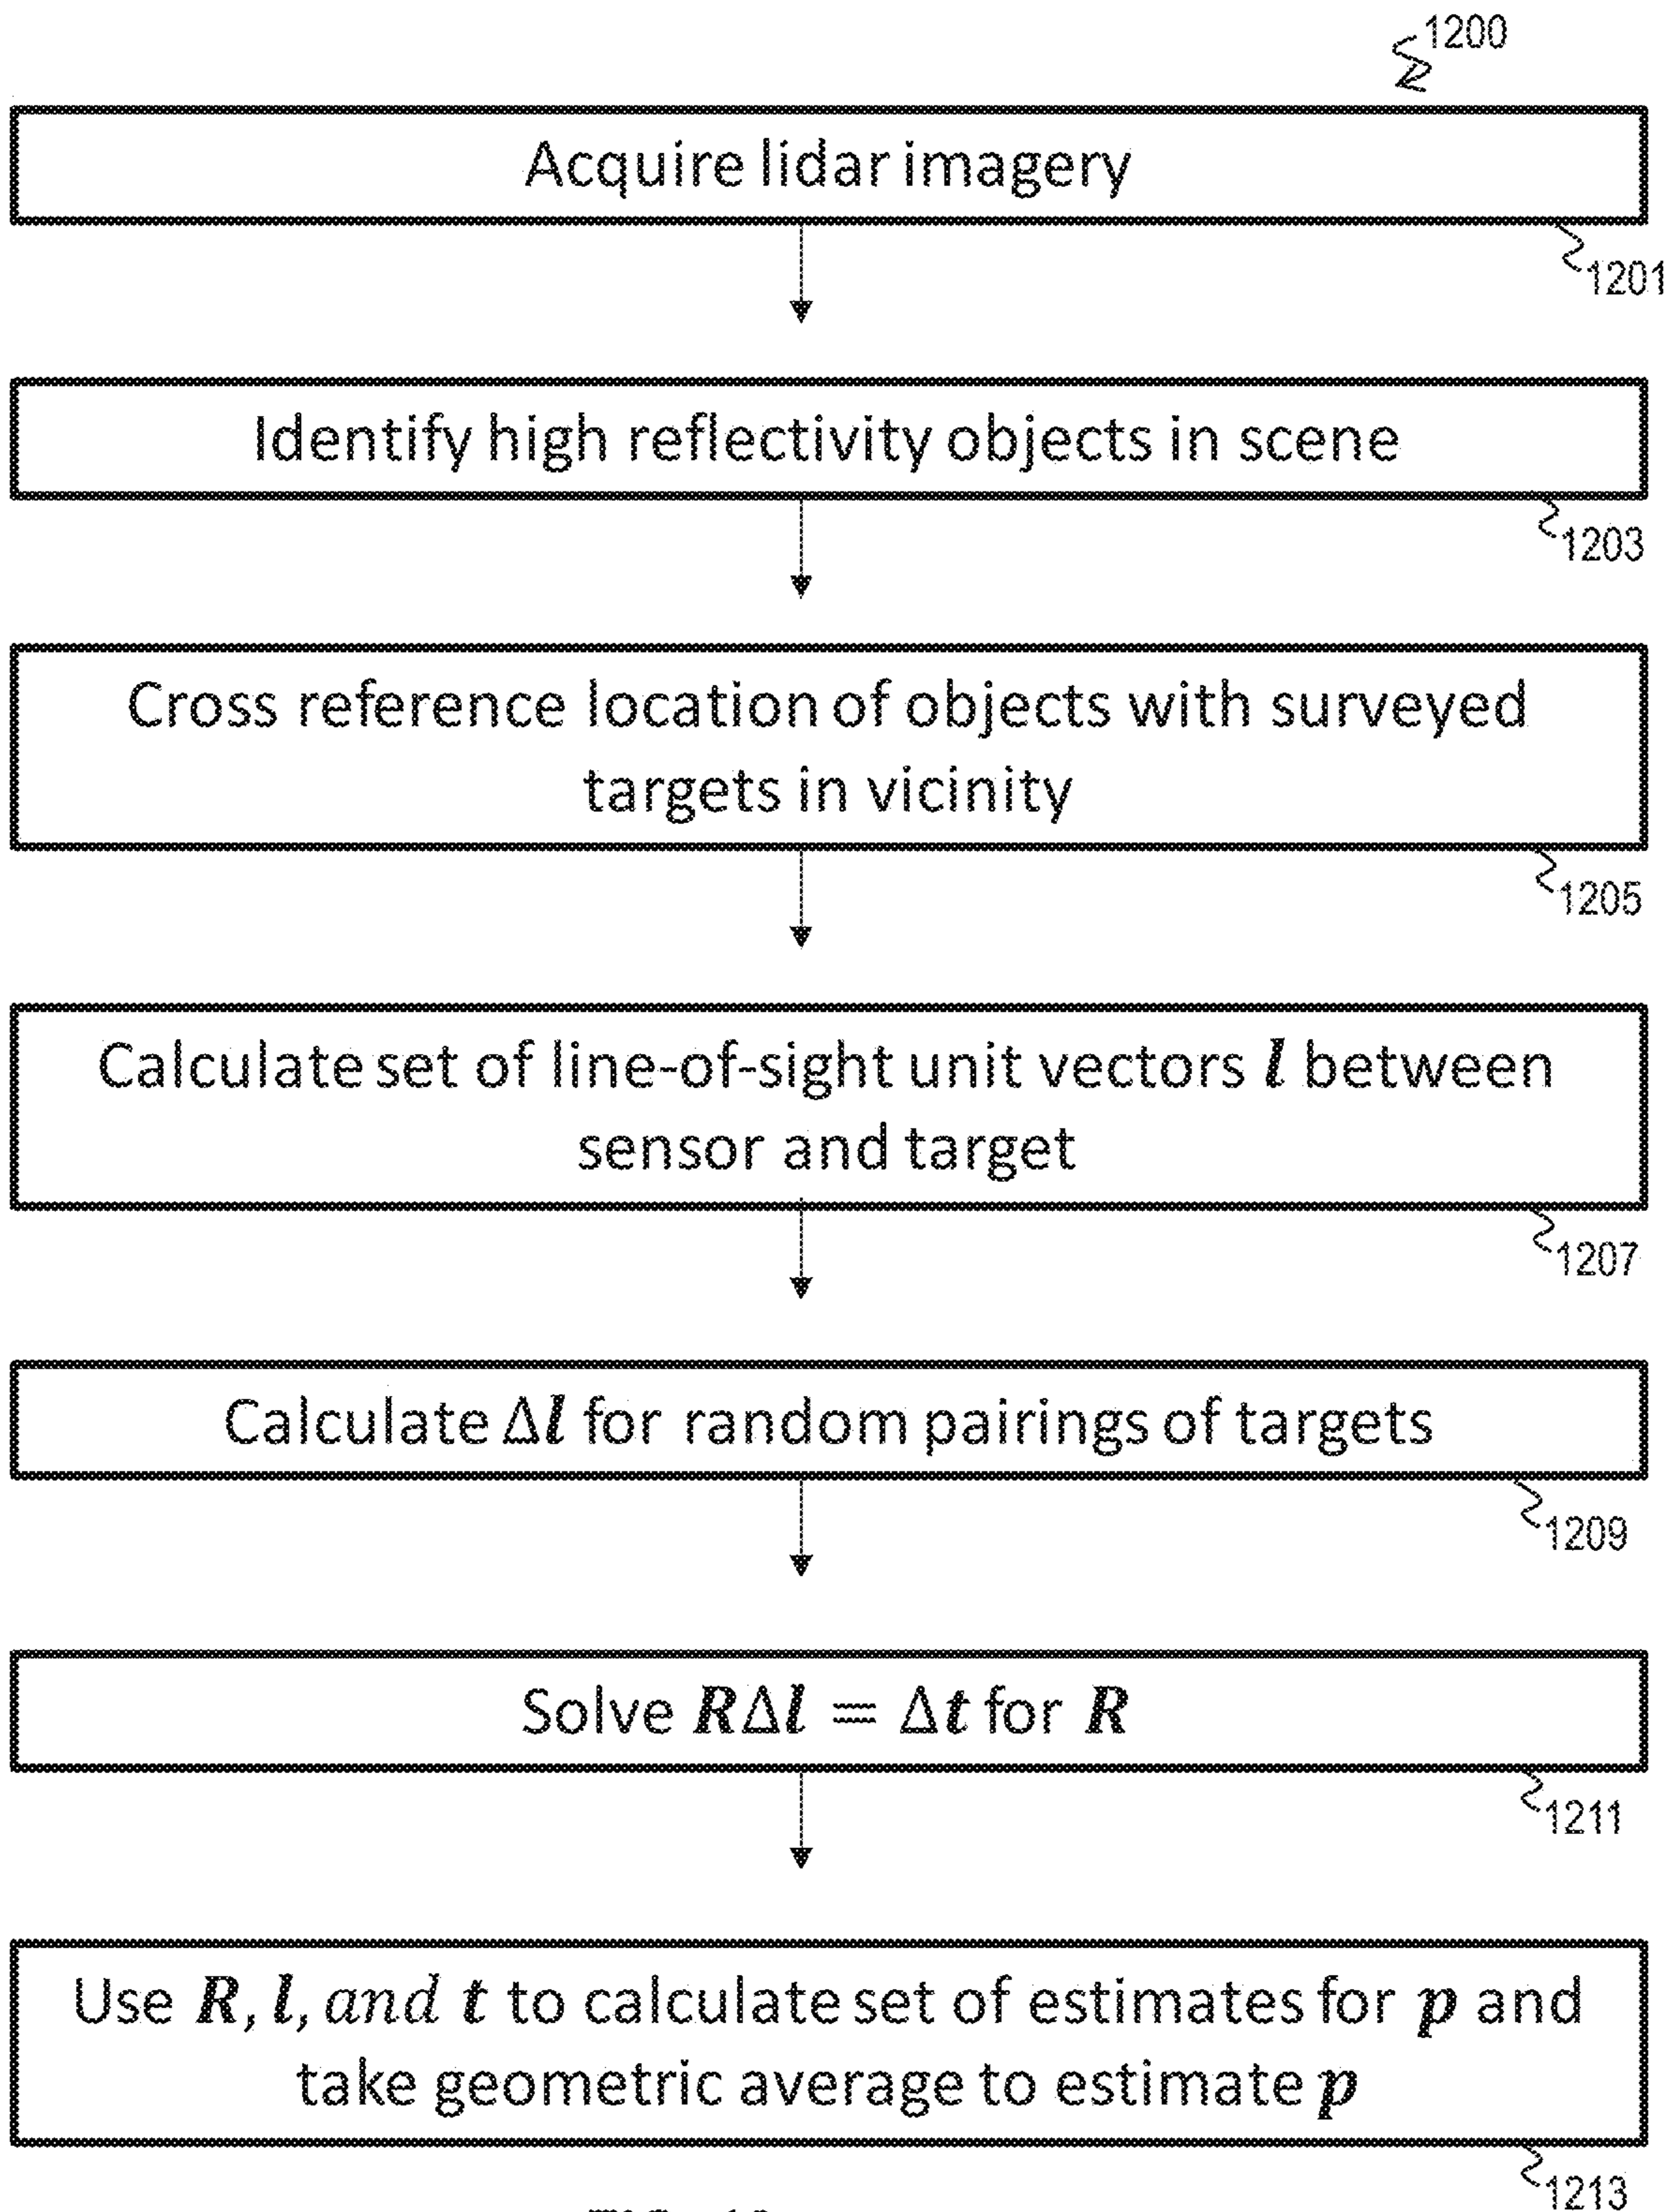 1200
Acquire lidar imagery
1201
Identify high reflectivity objects in scene
1203
Cross reference location of objects with surveyed
targets in vicinity
1205
Calculate set of line-of-sight unit vectors l between
sensor and target
1207
Calculate Δl for random pairings of targets
1209
Solve RΔl = Δt for R
1211
Use R, l, and t to calculate set of estimates for p and
take geometric average to estimate p
1213